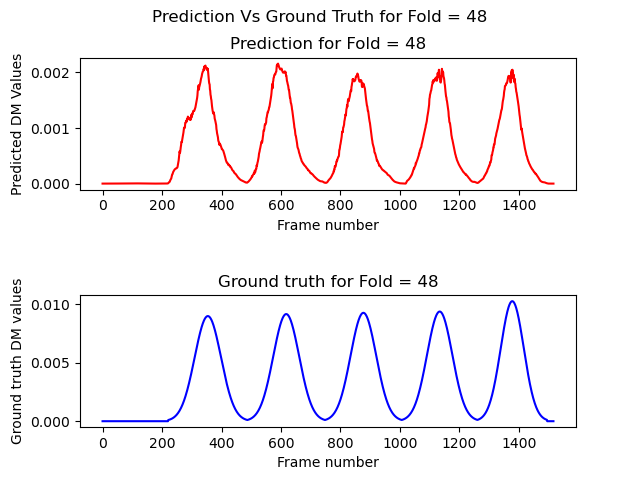 Prediction Vs Ground Truth for Fold = 48
Prediction for Fold = 48
Predicted DM Values
0.002
0.001
0.000
0 200 400 600 800 1000 1200 1400
Frame number
Ground truth for Fold = 48
Ground truth DM values
0.010
0.005
0.000
0 200 400 600 800 1000 1200 1400
Frame number